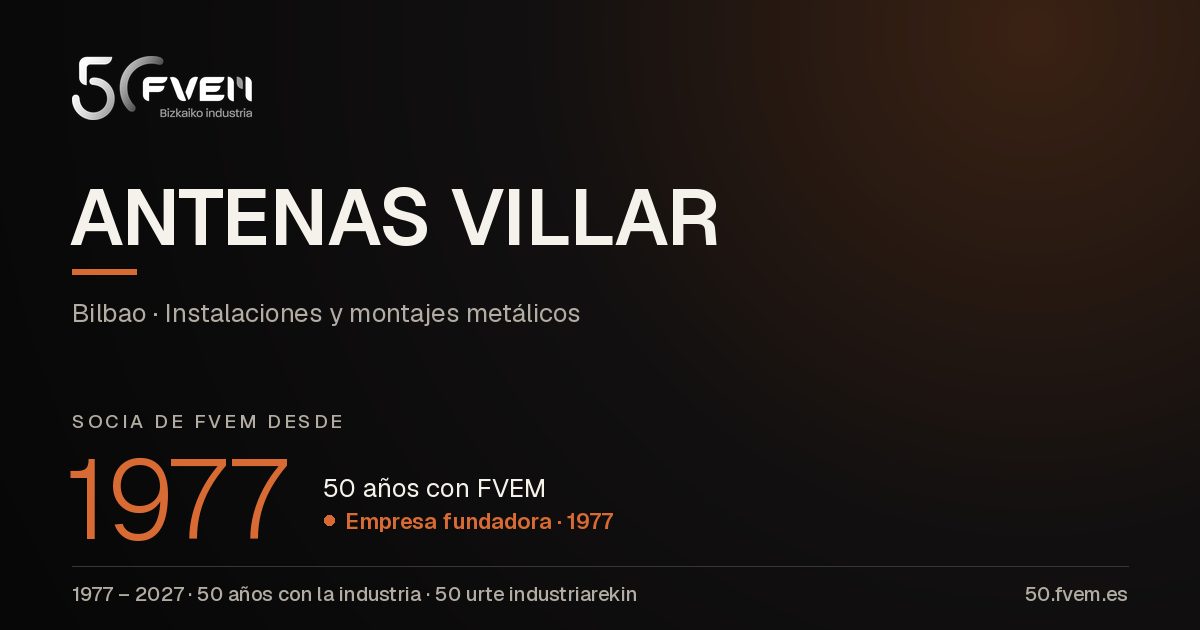 50 FVEM
Bizkaiko industria
ANTENAS VILLAR
Bilbao · Instalaciones y montajes metálicos
SOCIA DE FVEM DESDE
1977
50 años con FVEM
Empresa fundadora · 1977
1977 – 2027 · 50 años con la industria · 50 urte industriarekin
50.fvem.es